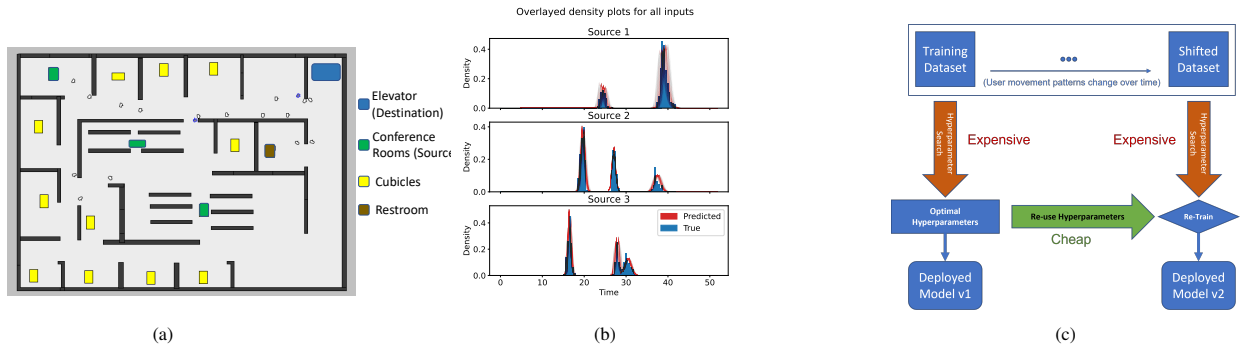 Elevator
(Destination)
Conference
Rooms (Source
Cubicles
Restroom
(a)
Overlayed density plots for all inputs
Source 1
Density
0.4
0.2
0.0
Source 2
Density
0.4
0.2
0.0
Source 3
Density
0.4
0.2
0.0
Predicted
True
0
10
20
30
40
50
Time
(b)
Training
Dataset
(User movement patterns change over time)
Shifted
Dataset
Hyperparameter
Search
Expensive
Expensive
Hyperparameter
Search
Optimal
Hyperparameters
Re-use Hyperparameters
Cheap
Re-Train
Deployed
Model v1
Deployed
Model v2
(c)